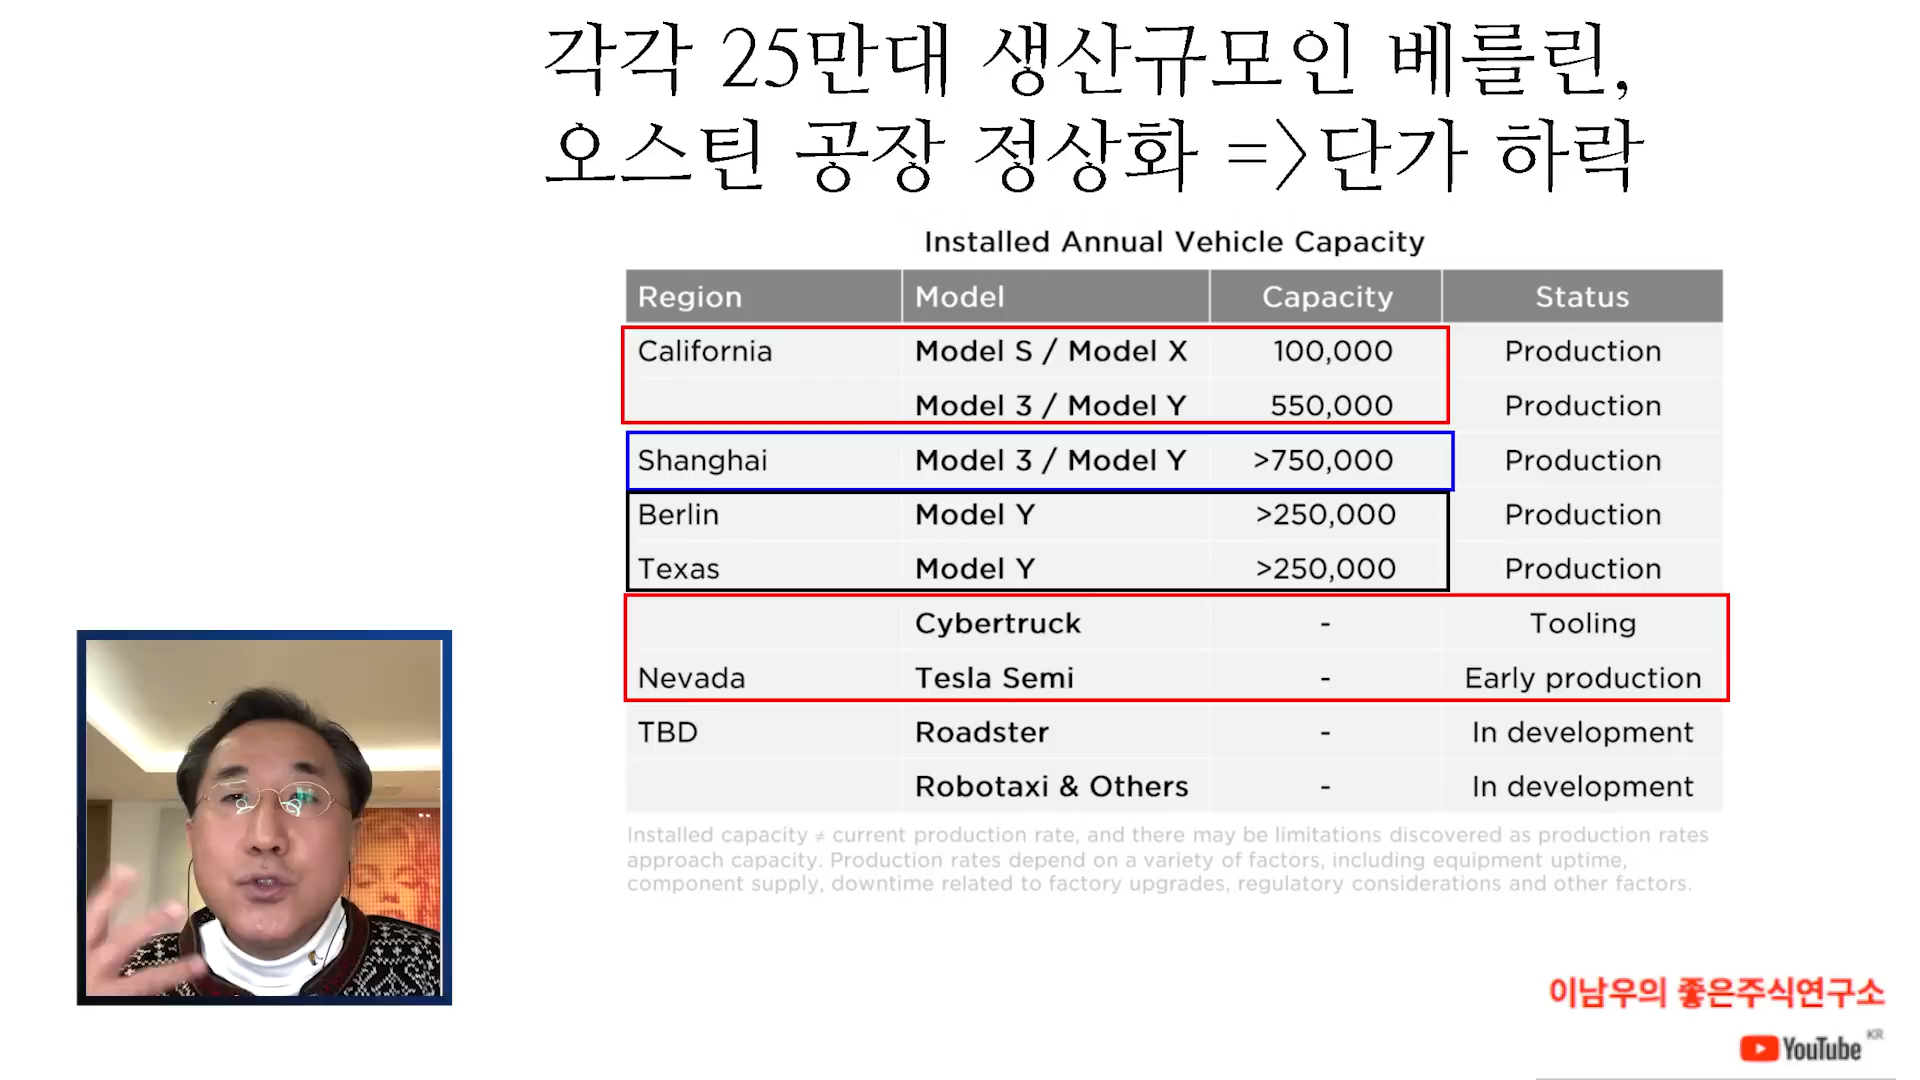 각각 25만대 생산규모인 베를린,
오스틴 공장 정상화 =>단가 하락
Installed Annual Vehicle Capacity
Region Model Capacity Status
California Model S / Model X 100,000 Production
Model 3 / Model Y 550,000 Production
Shanghai Model 3 / Model Y >750,000 Production
Berlin Model Y >250,000 Production
Texas Model Y >250,000 Production
Cybertruck - Tooling
Nevada Tesla Semi - Early production
TBD Roadster - In development
Robotaxi & Others - In development
Installed capacity ≠ current production rate, and there may be limitations discovered as production rates
approach capacity. Production rates depend on a variety of factors, including equipment uptime,
component supply, downtime related to factory upgrades, regulatory considerations and other factors.
이남우의 좋은주식연구소
YouTube KR